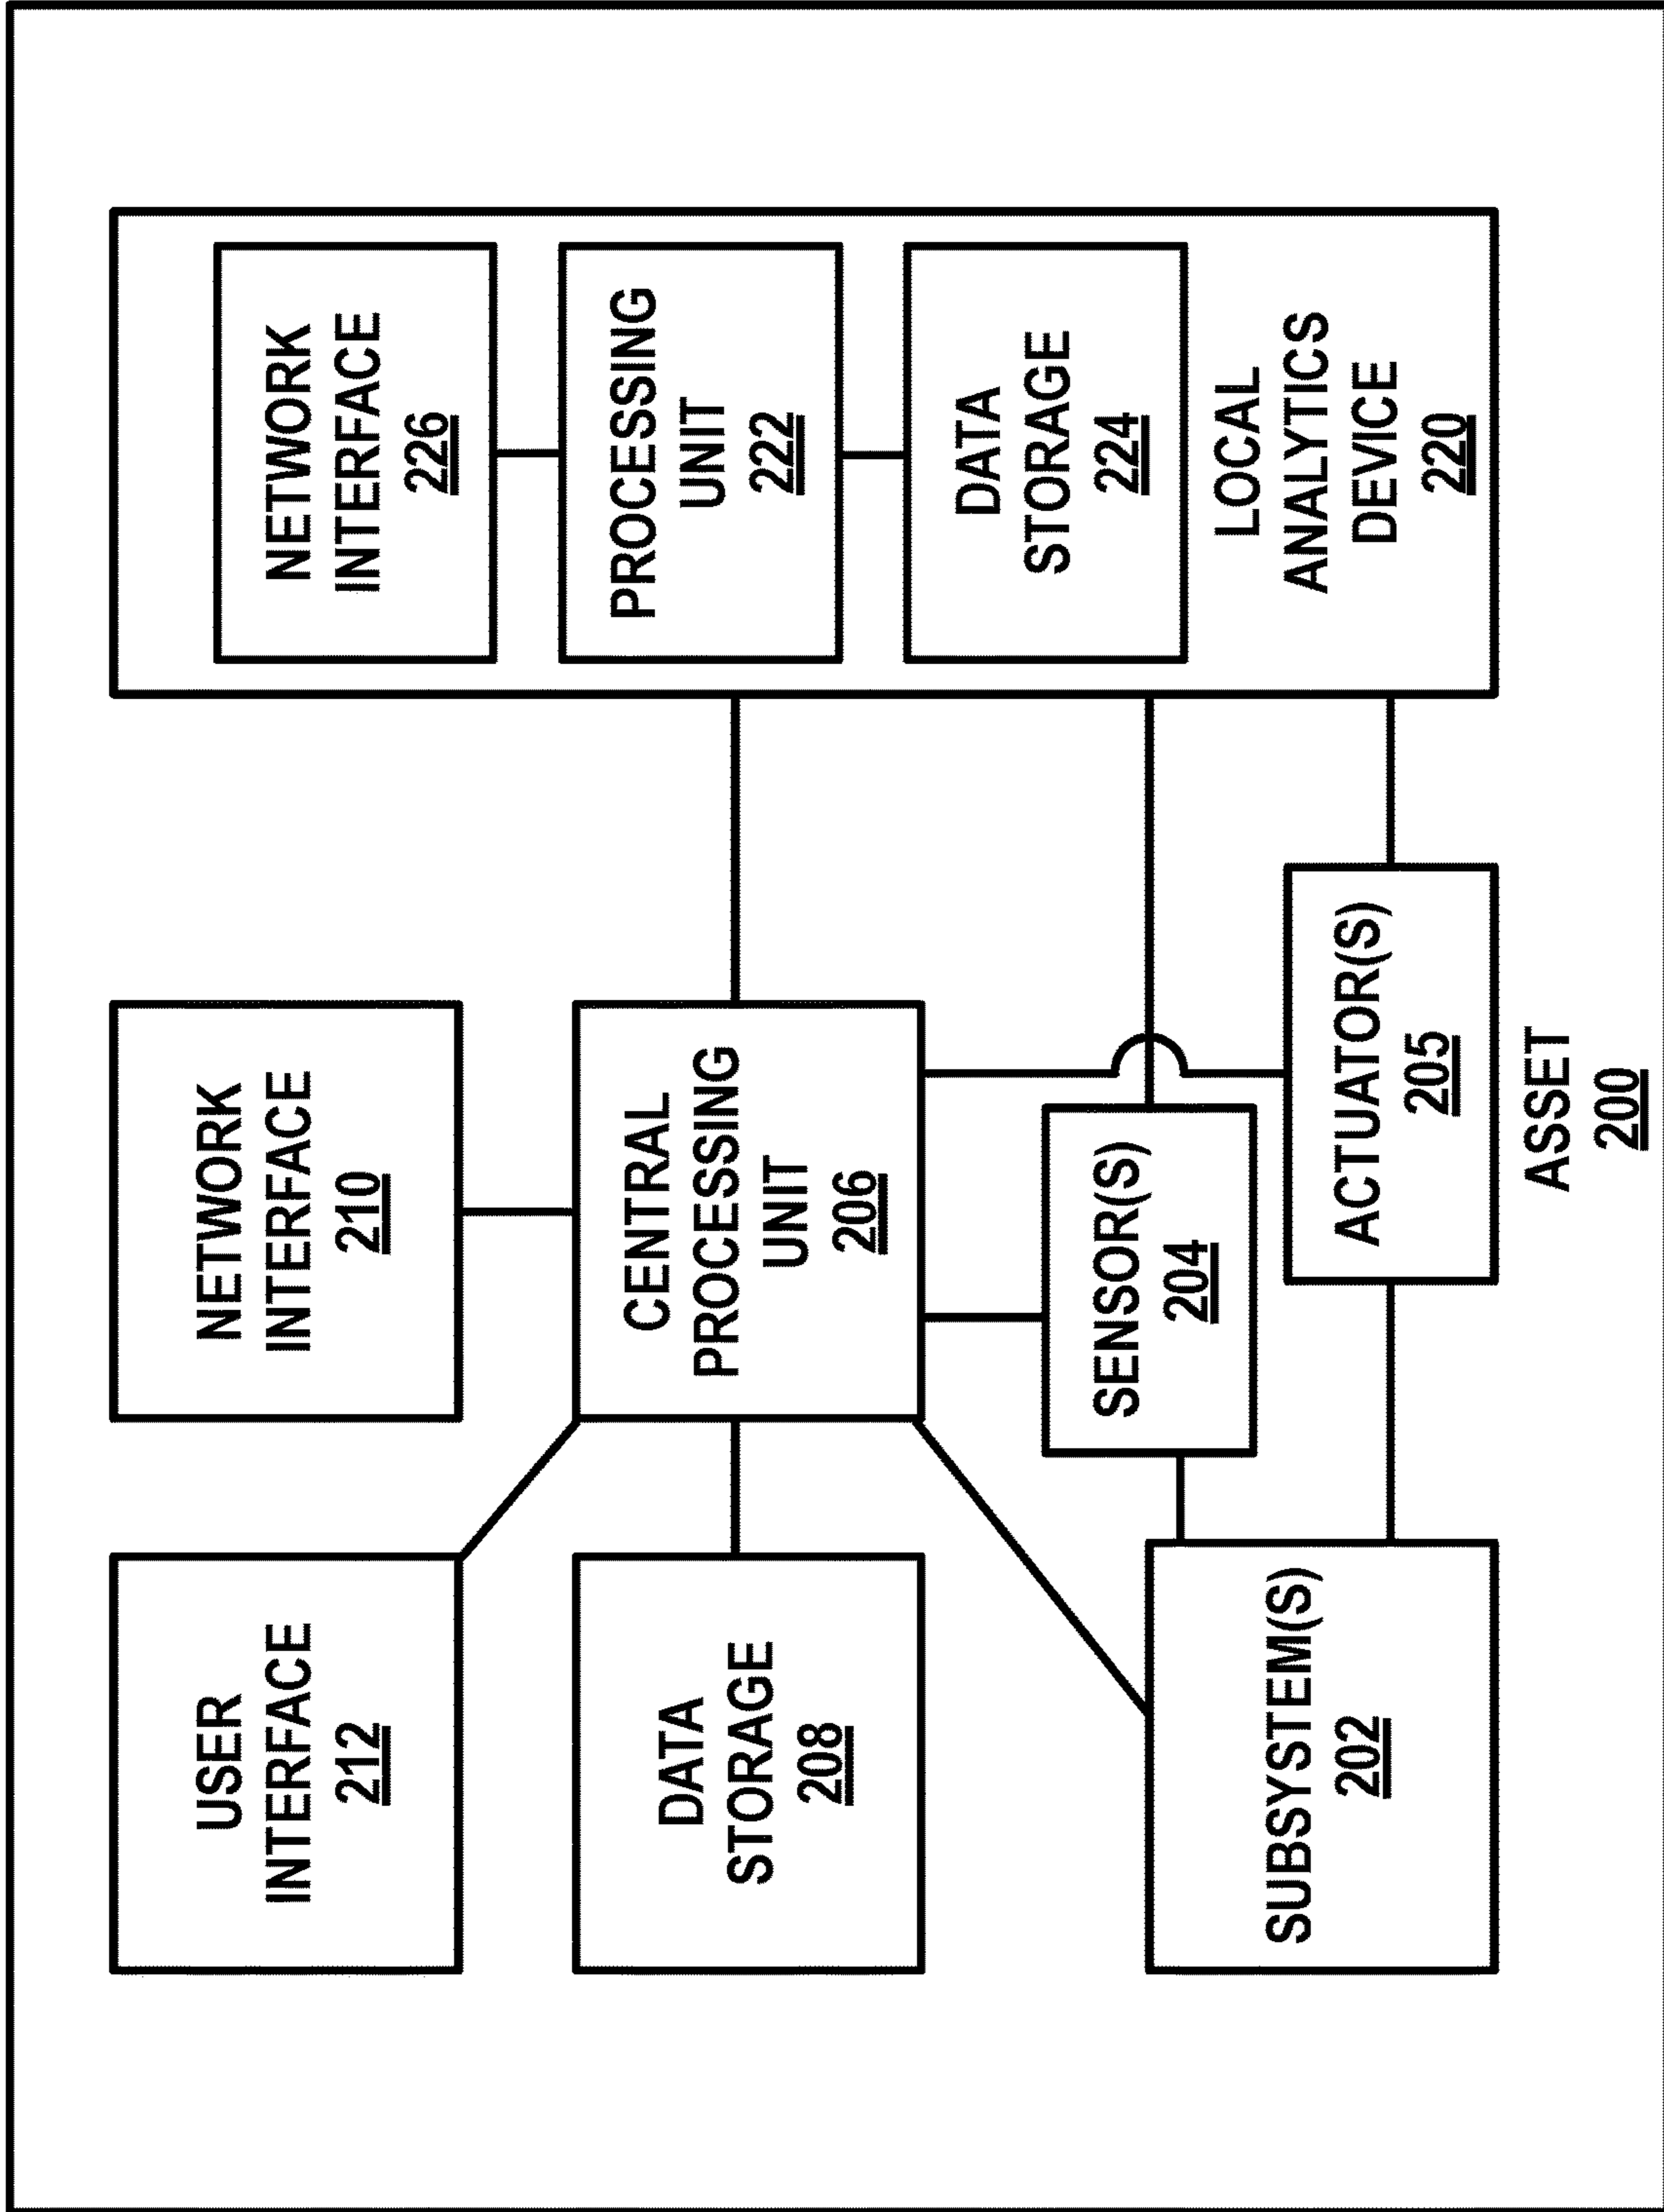 USER
INTERFACE
212
NETWORK
INTERFACE
210
NETWORK
INTERFACE
226
DATA
STORAGE
208
CENTRAL
PROCESSING
UNIT
206
PROCESSING
UNIT
222
DATA
STORAGE
224
SENSOR(S)
204
SUBSYSTEM(S)
202
ACTUATOR(S)
205
LOCAL
ANALYTICS
DEVICE
220
ASSET
200